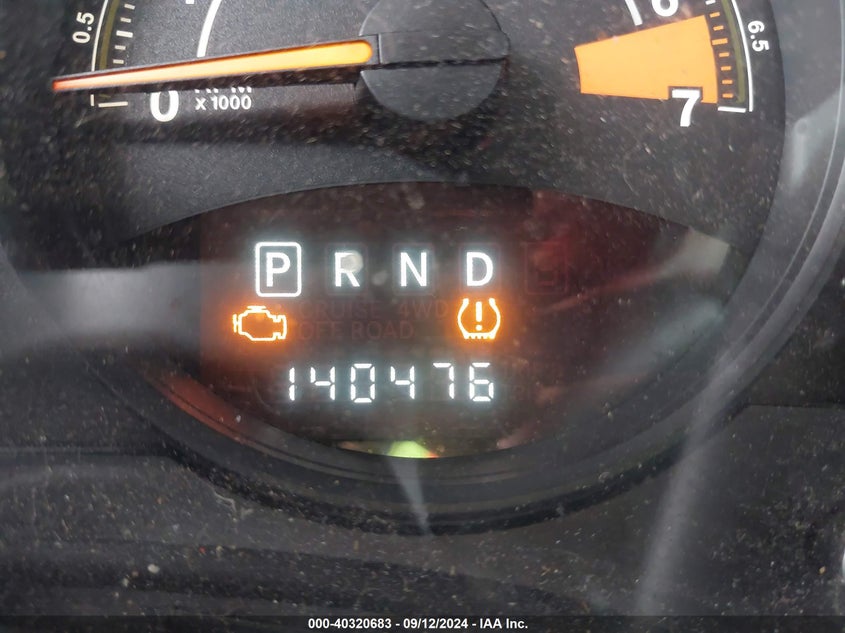 0.5
6
6.5
0 RPM
x 1000
7
P R N D
CRUISE 4WD
OFF ROAD
140476
000-40320683 - 09/12/2024 - IAA Inc.